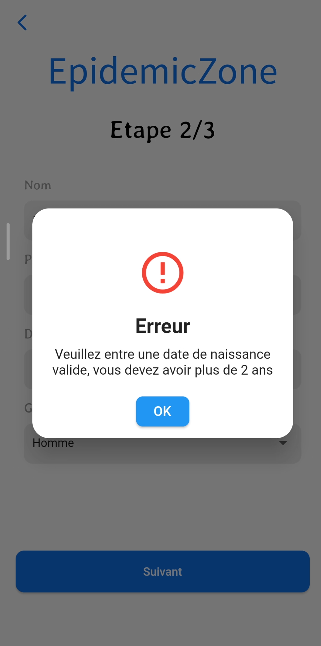 EpidemicZone
Etape 2/3
Nom
P
D
G
Erreur
Veuillez entre une date de naissance
valide, vous devez avoir plus de 2 ans
OK
Homme
Suivant